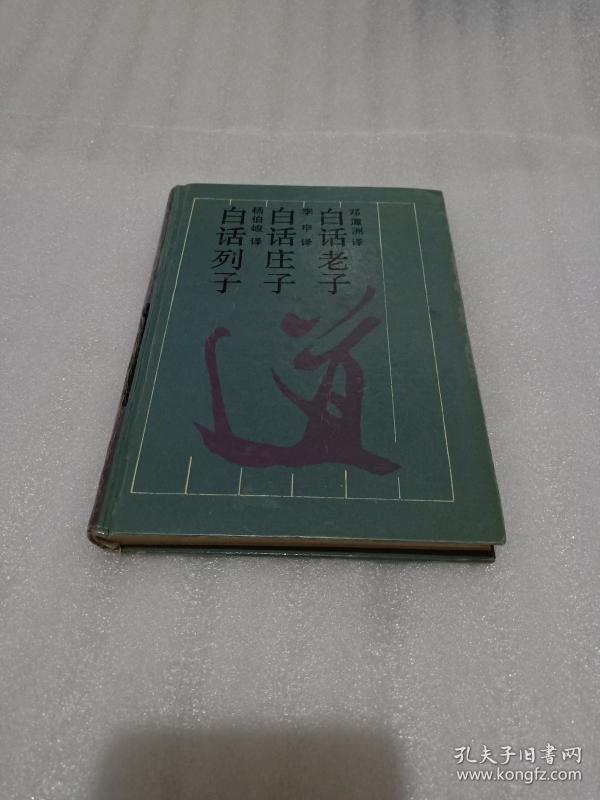 白话老子
邓潭洲 译
白话庄子
李申 译
白话列子
杨伯峻 译
道
孔夫子旧书网
www.kongfz.com